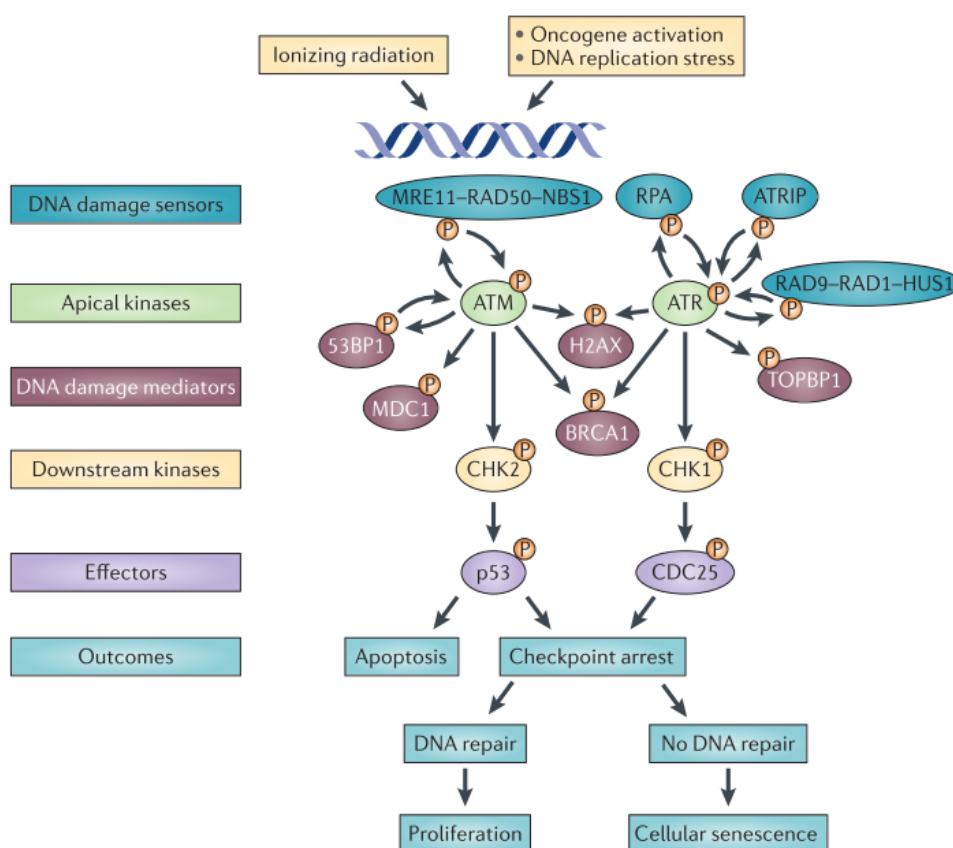 Ionizing radiation
• Oncogene activation
• DNA replication stress
DNA damage sensors
MRE11–RAD50–NBS1
P
RPA
P
ATRIP
P
RAD9–RAD1–HUS1
P
Apical kinases
ATM
P
ATR
P
53BP1
P
H2AX
P
DNA damage mediators
MDC1
P
BRCA1
P
TOPBP1
P
Downstream kinases
CHK2
P
CHK1
P
Effectors
p53
P
CDC25
P
Outcomes
Apoptosis
Checkpoint arrest
DNA repair
No DNA repair
Proliferation
Cellular senescence